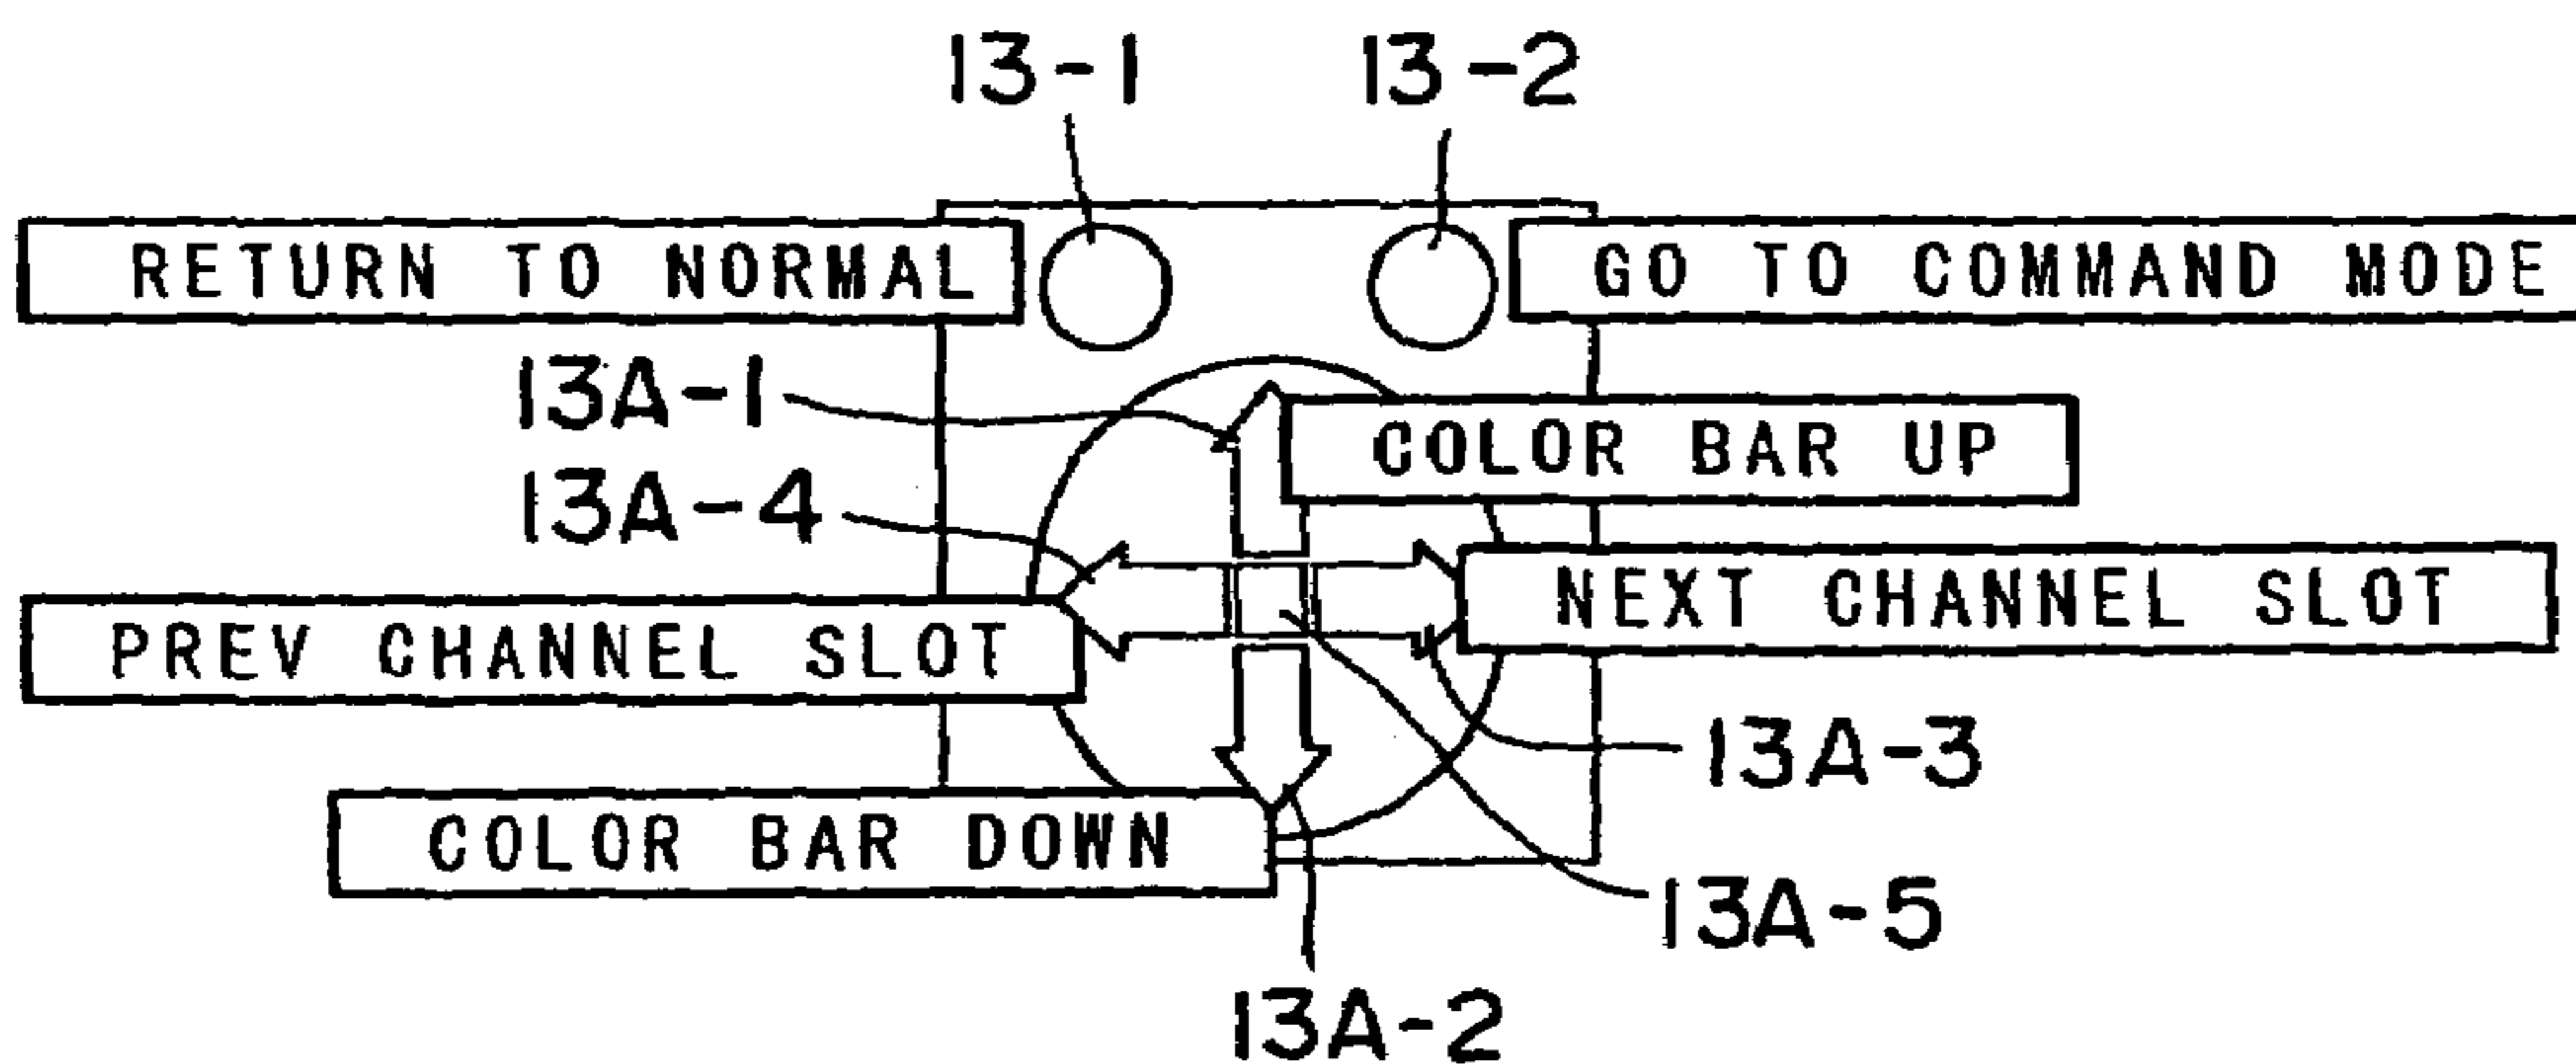 13-1 13-2
RETURN TO NORMAL GO TO COMMAND MODE
13A-1
COLOR BAR UP
13A-4
NEXT CHANNEL SLOT
PREV CHANNEL SLOT
13A-3
COLOR BAR DOWN
13A-5
13A-2